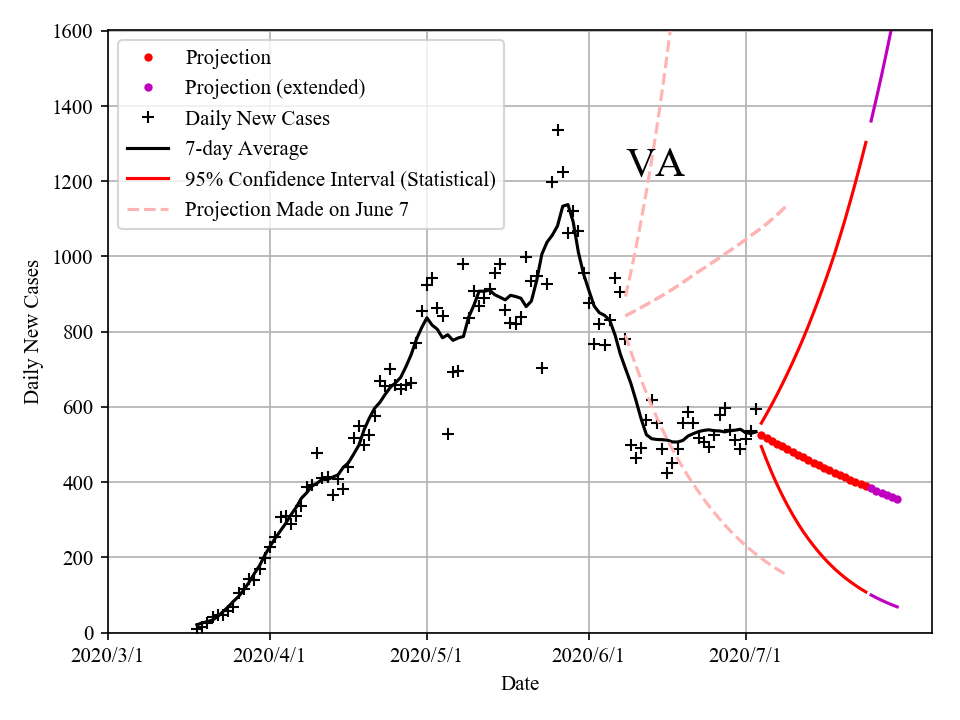 1600
1400
1200
1000
800
600
400
200
0
Daily New Cases
Projection
Projection (extended)
Daily New Cases
7-day Average
95% Confidence Interval (Statistical)
Projection Made on June 7
VA
2020/3/1
2020/4/1
2020/5/1
2020/6/1
2020/7/1
Date